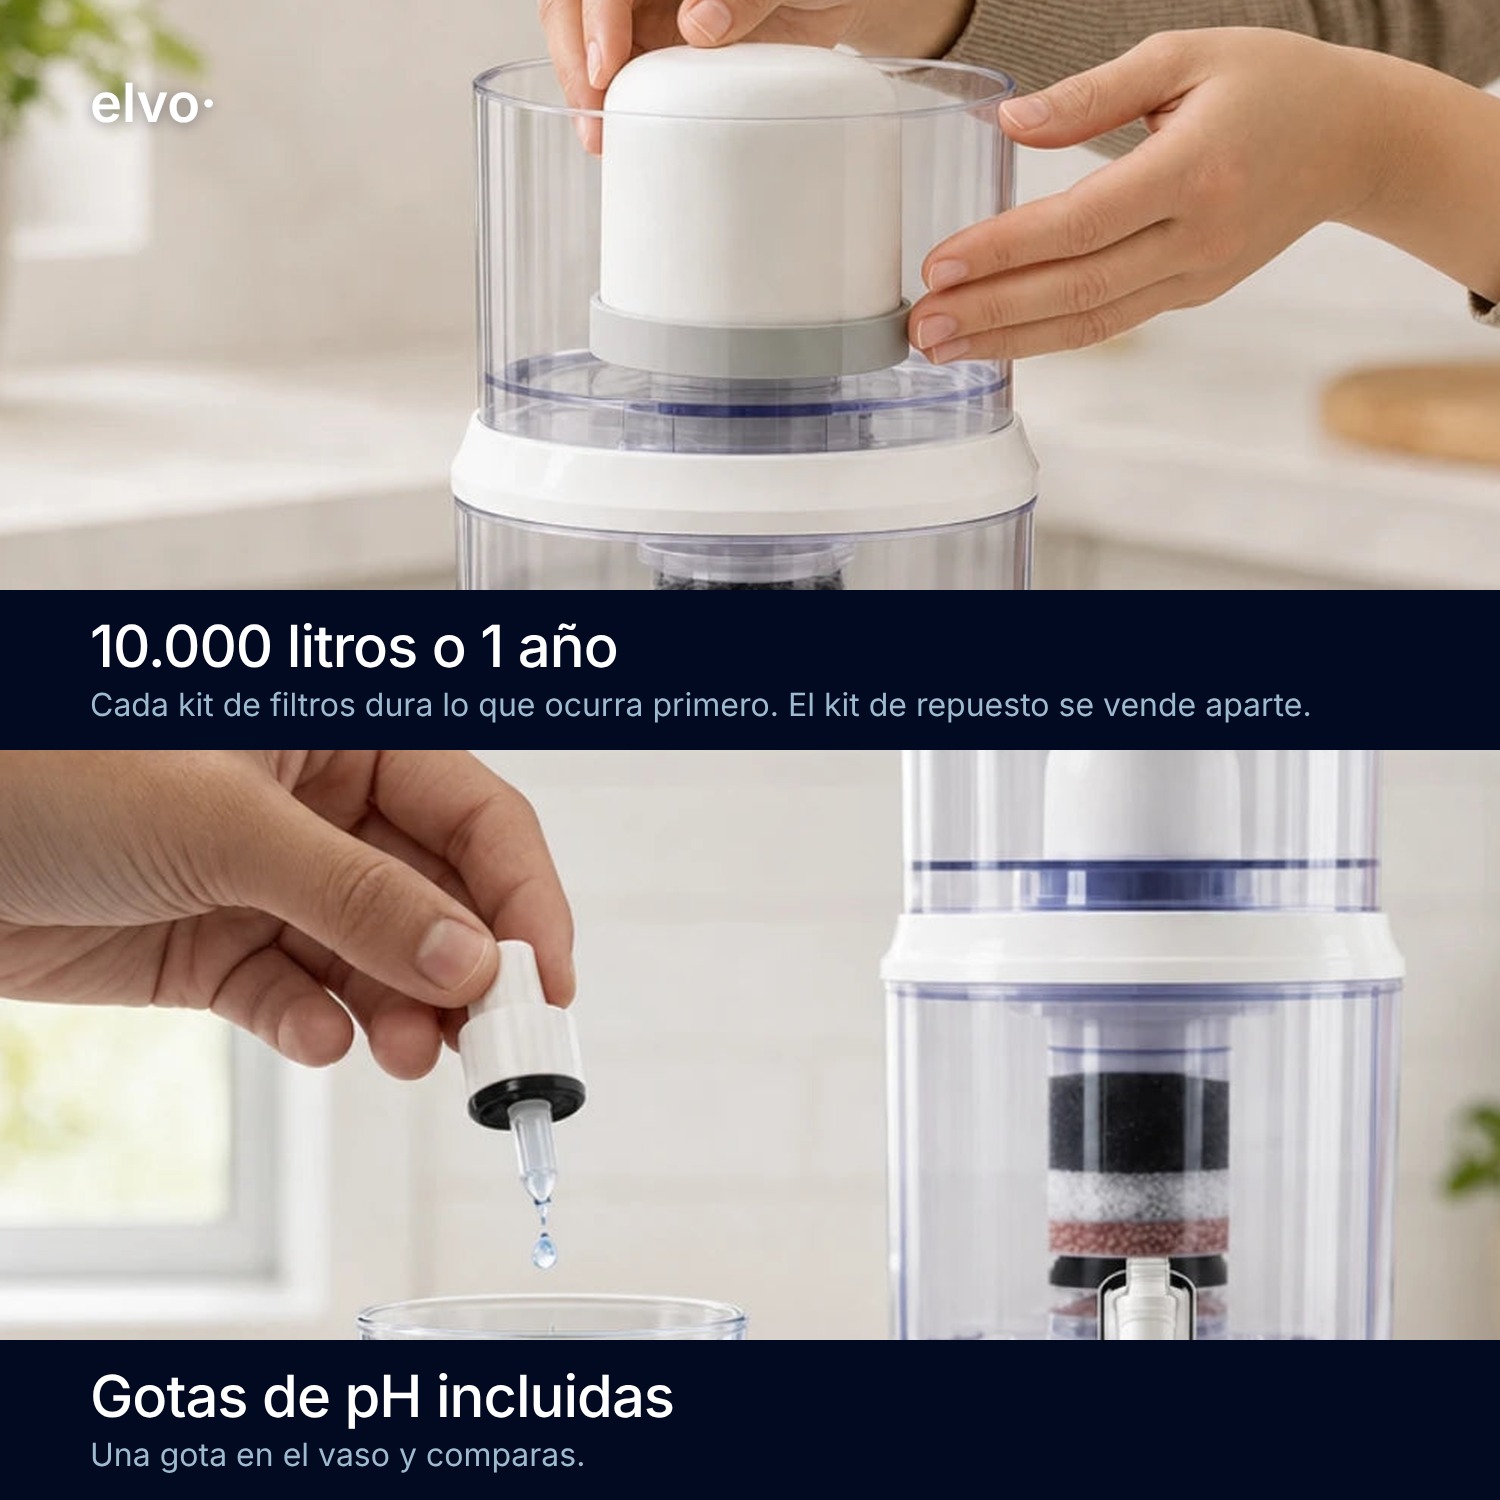 elvo·
10.000 litros o 1 año
Cada kit de filtros dura lo que ocurra primero. El kit de repuesto se vende aparte.
Gotas de pH incluidas
Una gota en el vaso y comparas.